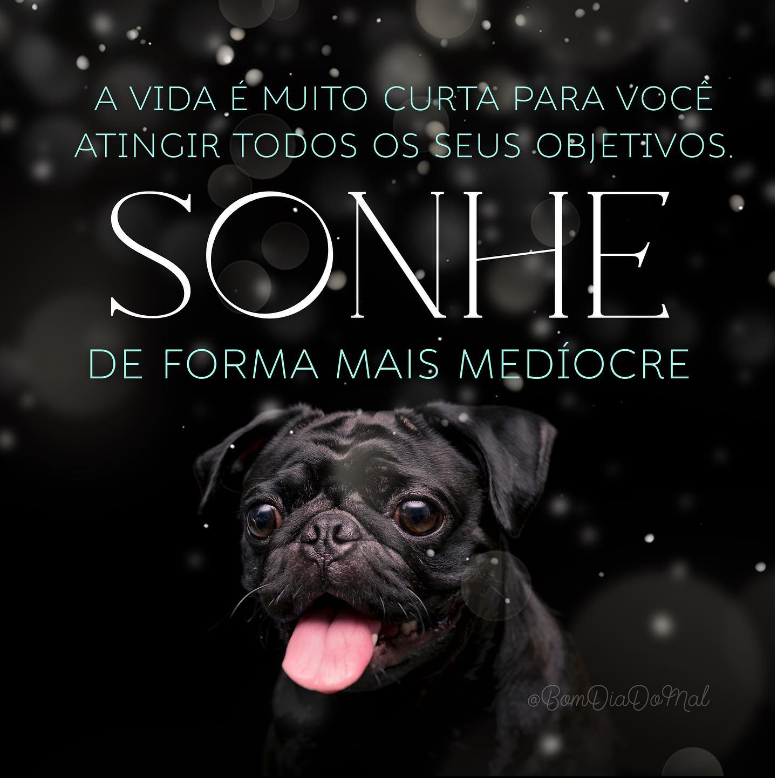 A VIDA É MUITO CURTA PARA VOCÊ
ATINGIR TODOS OS SEUS OBJETIVOS.
SONHE
DE FORMA MAIS MEDÍOCRE
@BomDiaDoMal